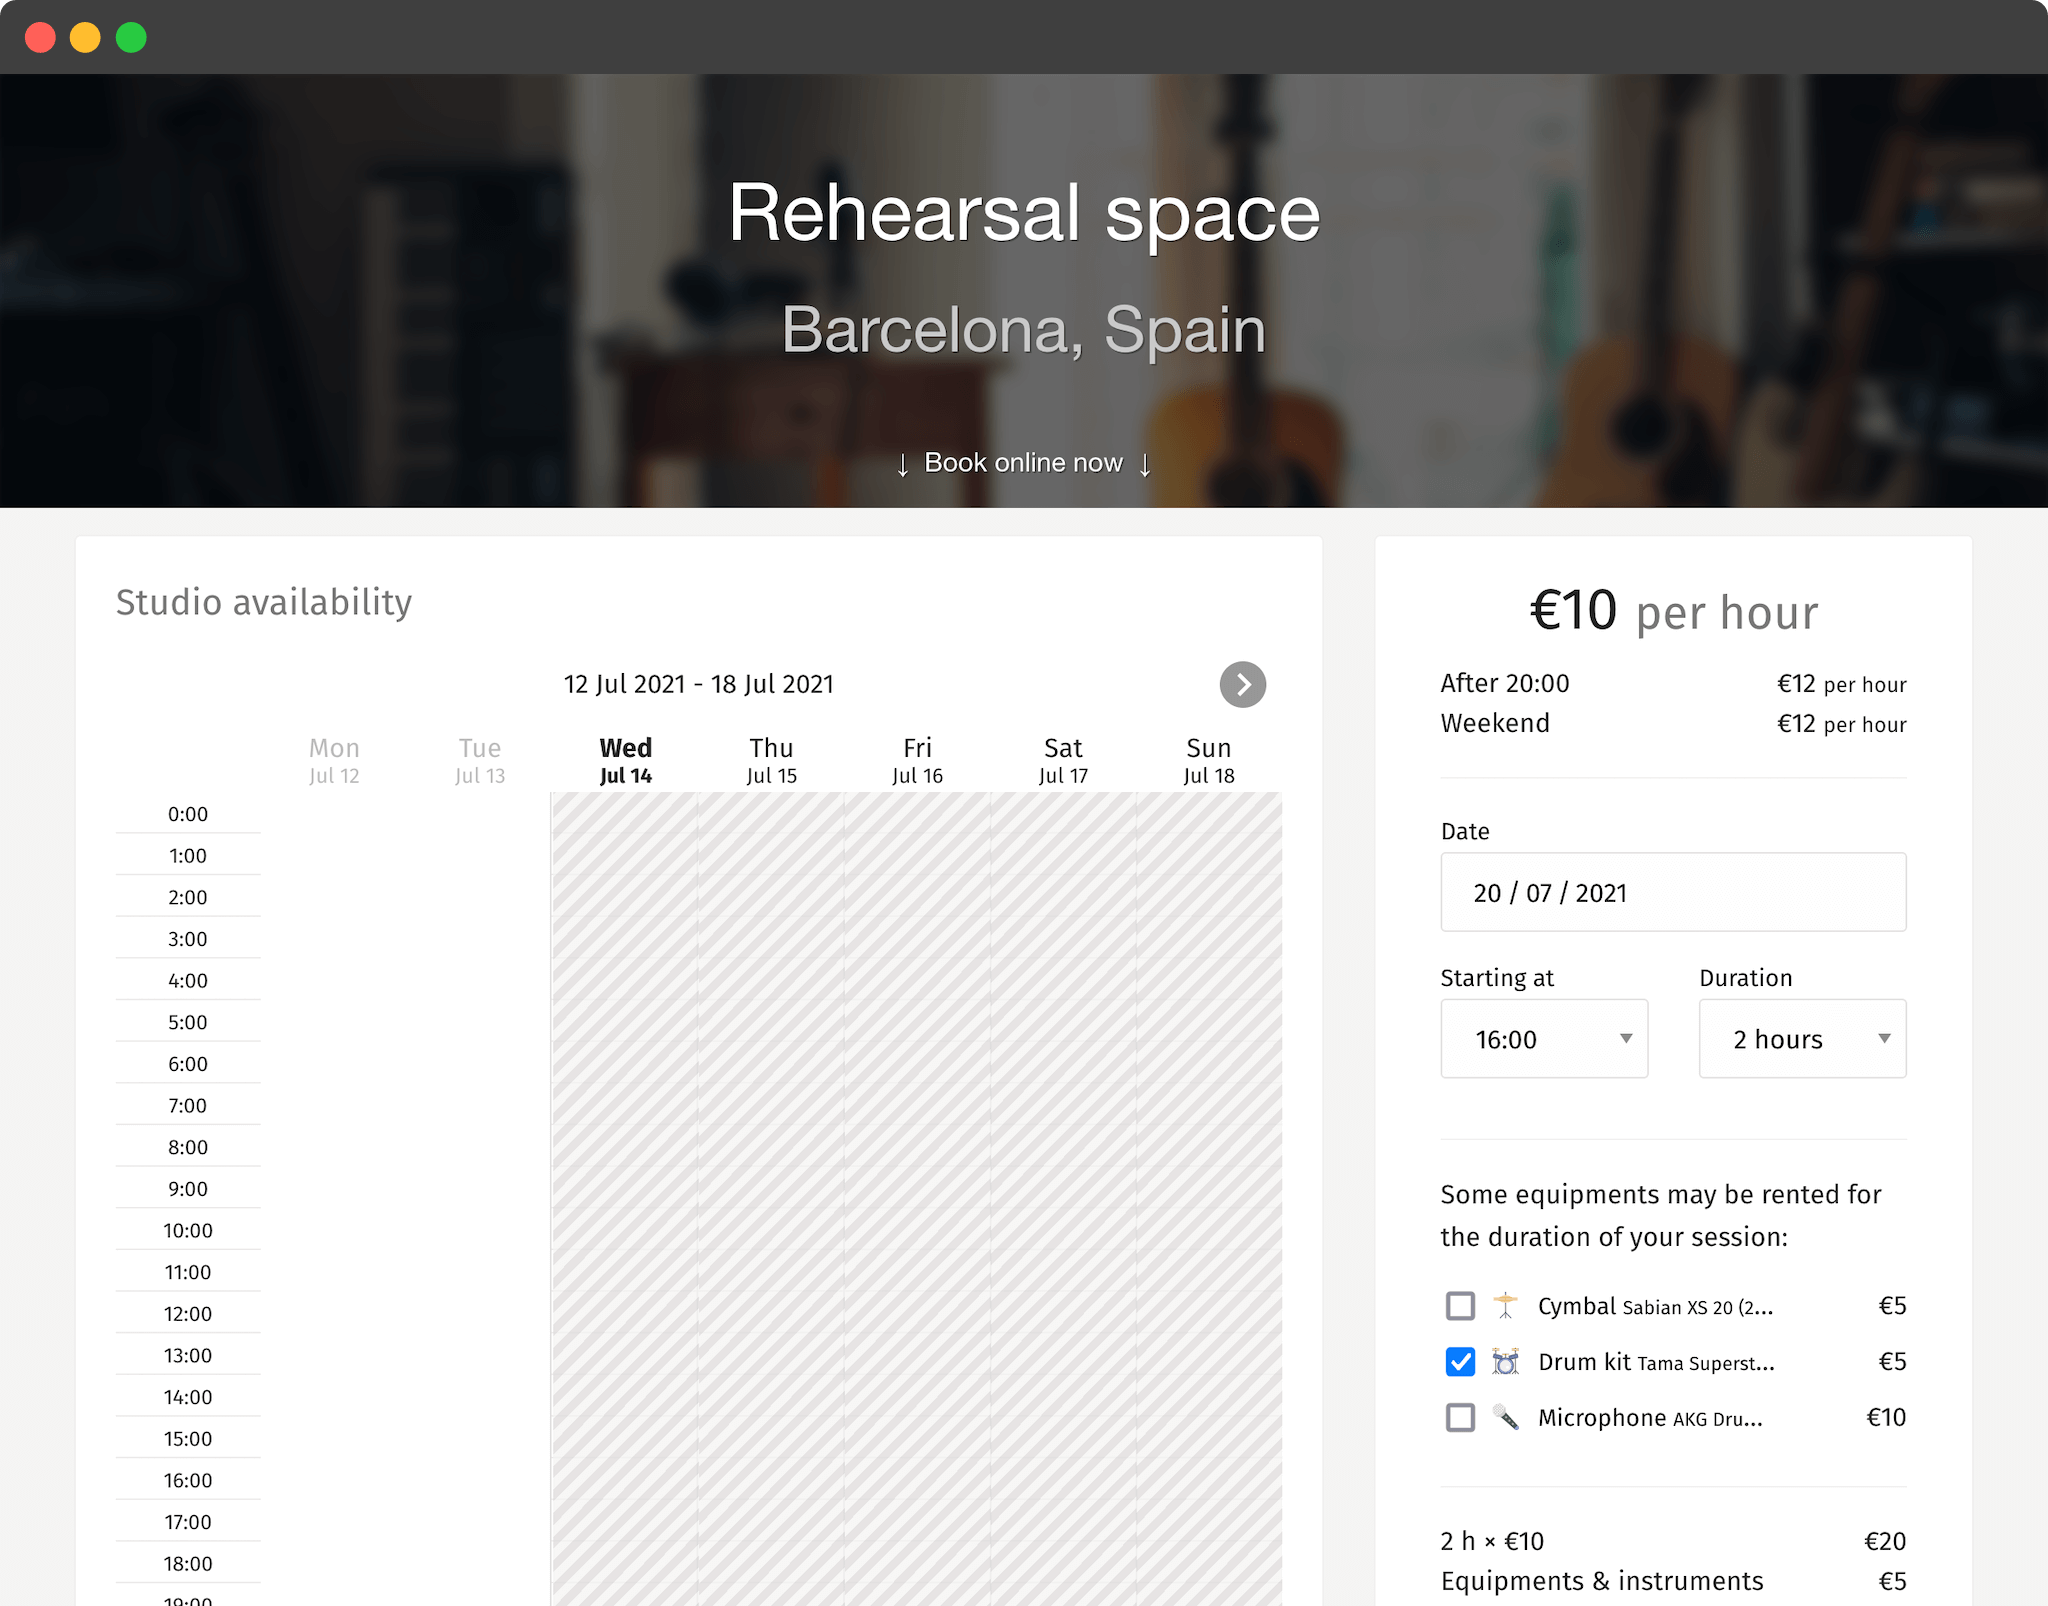 Rehearsal space
Barcelona, Spain
↓ Book online now ↓
Studio availability
12 Jul 2021 - 18 Jul 2021
Mon Tue Wed Thu Fri Sat Sun
Jul 12 Jul 13 Jul 14 Jul 15 Jul 16 Jul 17 Jul 18
0:00
1:00
2:00
3:00
4:00
5:00
6:00
7:00
8:00
9:00
10:00
11:00
12:00
13:00
14:00
15:00
16:00
17:00
18:00
19:00
€10 per hour
After 20:00 €12 per hour
Weekend €12 per hour
Date
20 / 07 / 2021
Starting at Duration
16:00 2 hours
Some equipments may be rented for
the duration of your session:
Cymbal Sabian XS 20 (2... €5
Drum kit Tama Superst... €5
Microphone AKG Dru... €10
2 h × €10 €20
Equipments & instruments €5